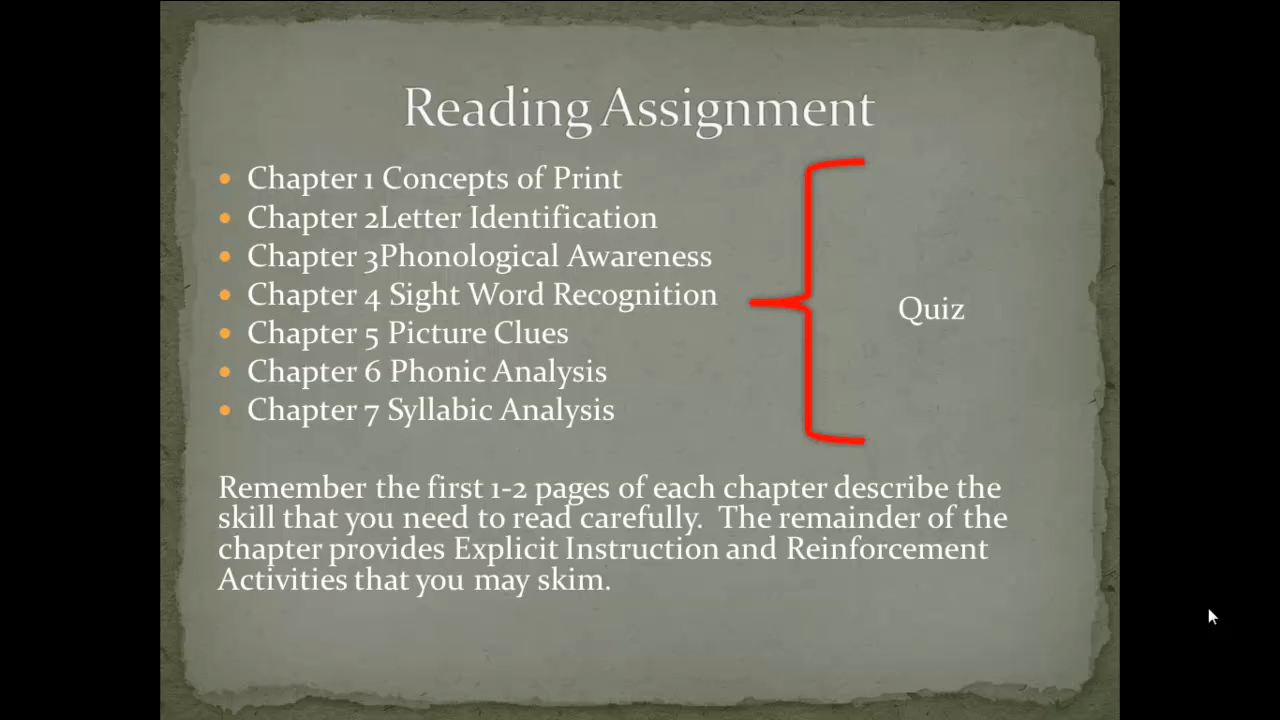 Reading Assignment
Chapter 1 Concepts of Print
Chapter 2Letter Identification
Chapter 3Phonological Awareness
Chapter 4 Sight Word Recognition
Quiz
Chapter 5 Picture Clues
Chapter 6 Phonic Analysis
Chapter 7 Syllabic Analysis
Remember the first 1-2 pages of each chapter describe the
skill that you need to read carefully.  The remainder of the
chapter provides Explicit Instruction and Reinforcement
Activities that you may skim.